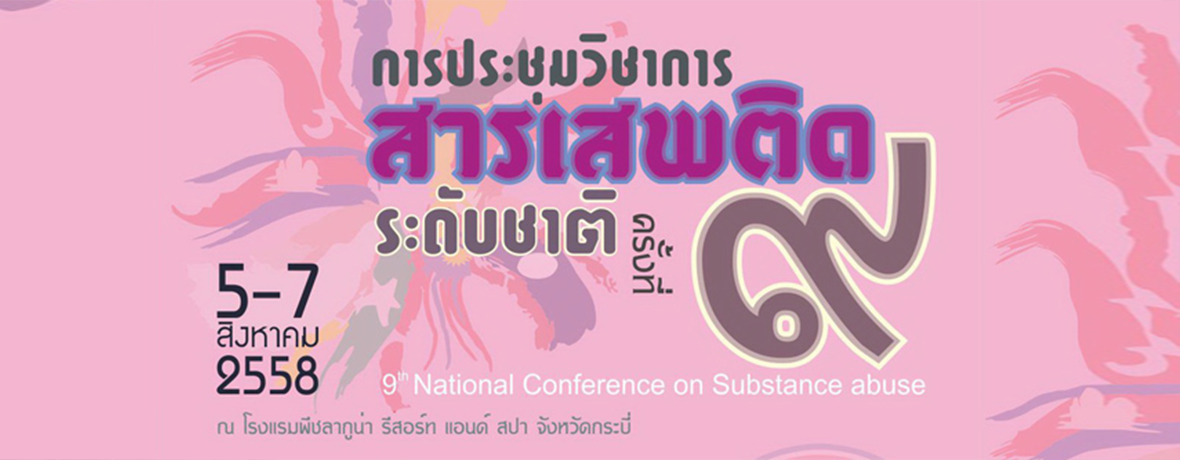 การประชุมวิชาการ
สารเสพติด
ระดับชาติ
ครั้งที่
๙
5-7
สิงหาคม
2558
9th National Conference on Substance abuse
ณ โรงแรมพีชลากูน่า รีสอร์ท แอนด์ สปา จังหวัดกระบี่